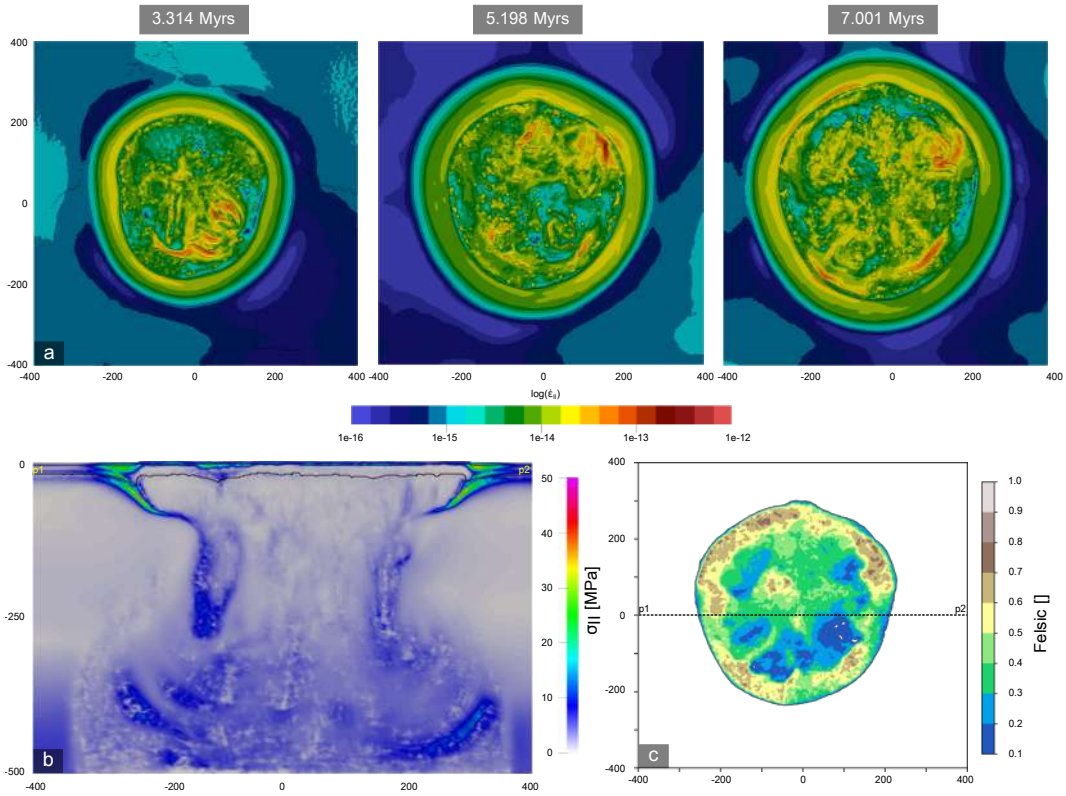 3.314 Myrs
5.198 Myrs
7.001 Myrs
400
200
0
-200
-400
a
-400 -200 0 200 400
-400 -200 0 200 400
-400 -200 0 200 400
log(ε̇II)
1e-16 1e-15 1e-14 1e-13 1e-12
0
-250
-500
p1
p2
b
-200 0 200 400
50
40
30
20
10
0
σII [MPa]
400
200
0
-200
-400
p1
p2
c
-400 -200 0 200 400
1.0
0.9
0.8
0.7
0.6
0.5
0.4
0.3
0.2
0.1
Felsic []